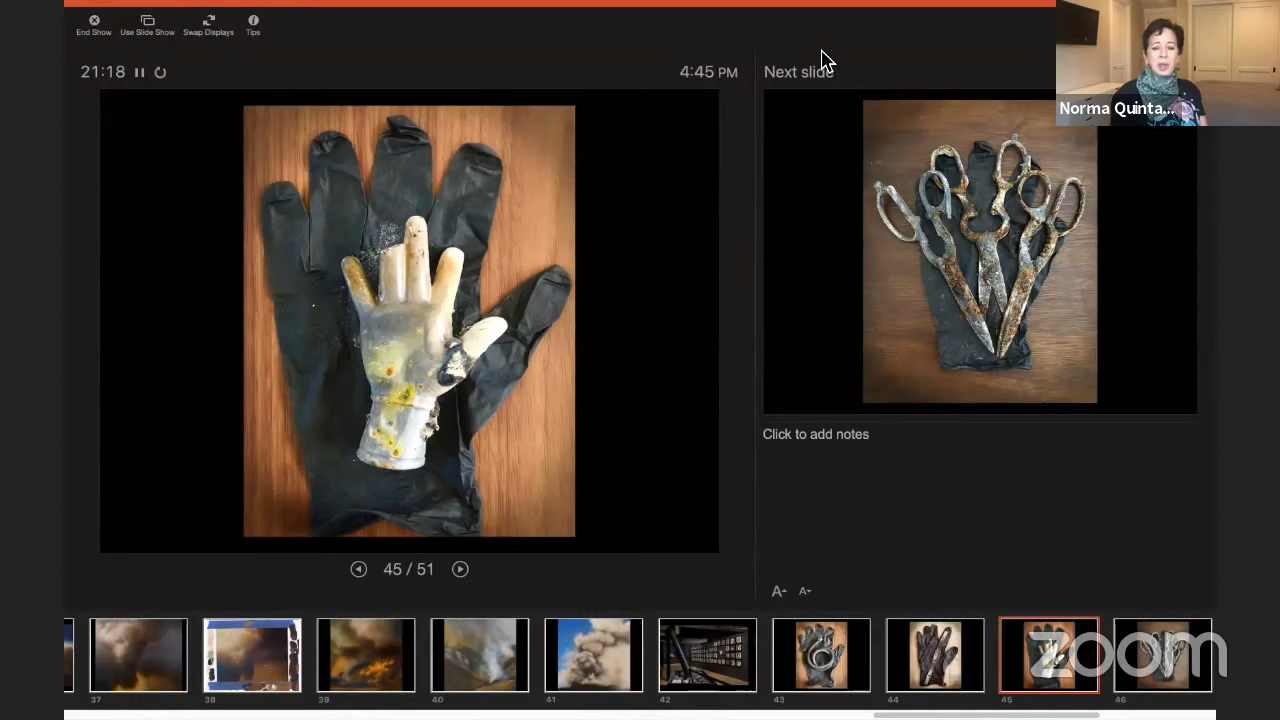 End Show
Use Slide Show
Swap Displays
Tips
21:18
4:45 PM
Next slide
Norma Quinta...
Click to add notes
45 / 51
A
A
37
38
39
40
41
42
43
44
45
46
zoom